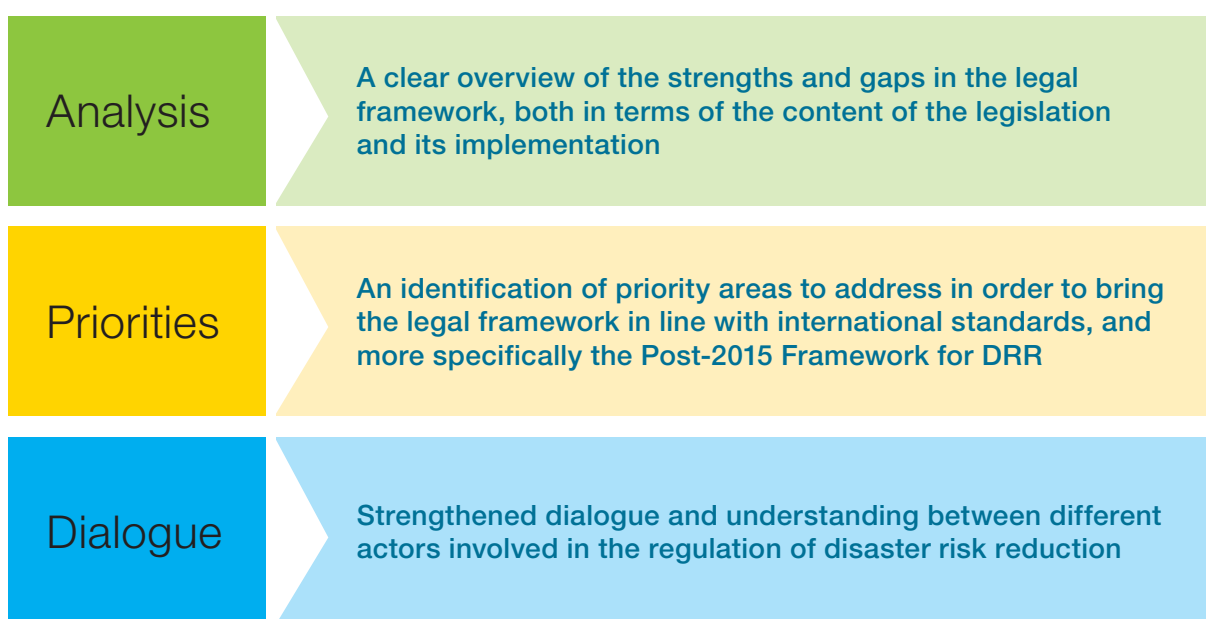 Analysis
A clear overview of the strengths and gaps in the legal
framework, both in terms of the content of the legislation
and its implementation
Priorities
An identification of priority areas to address in order to bring
the legal framework in line with international standards, and
more specifically the Post-2015 Framework for DRR
Dialogue
Strengthened dialogue and understanding between different
actors involved in the regulation of disaster risk reduction